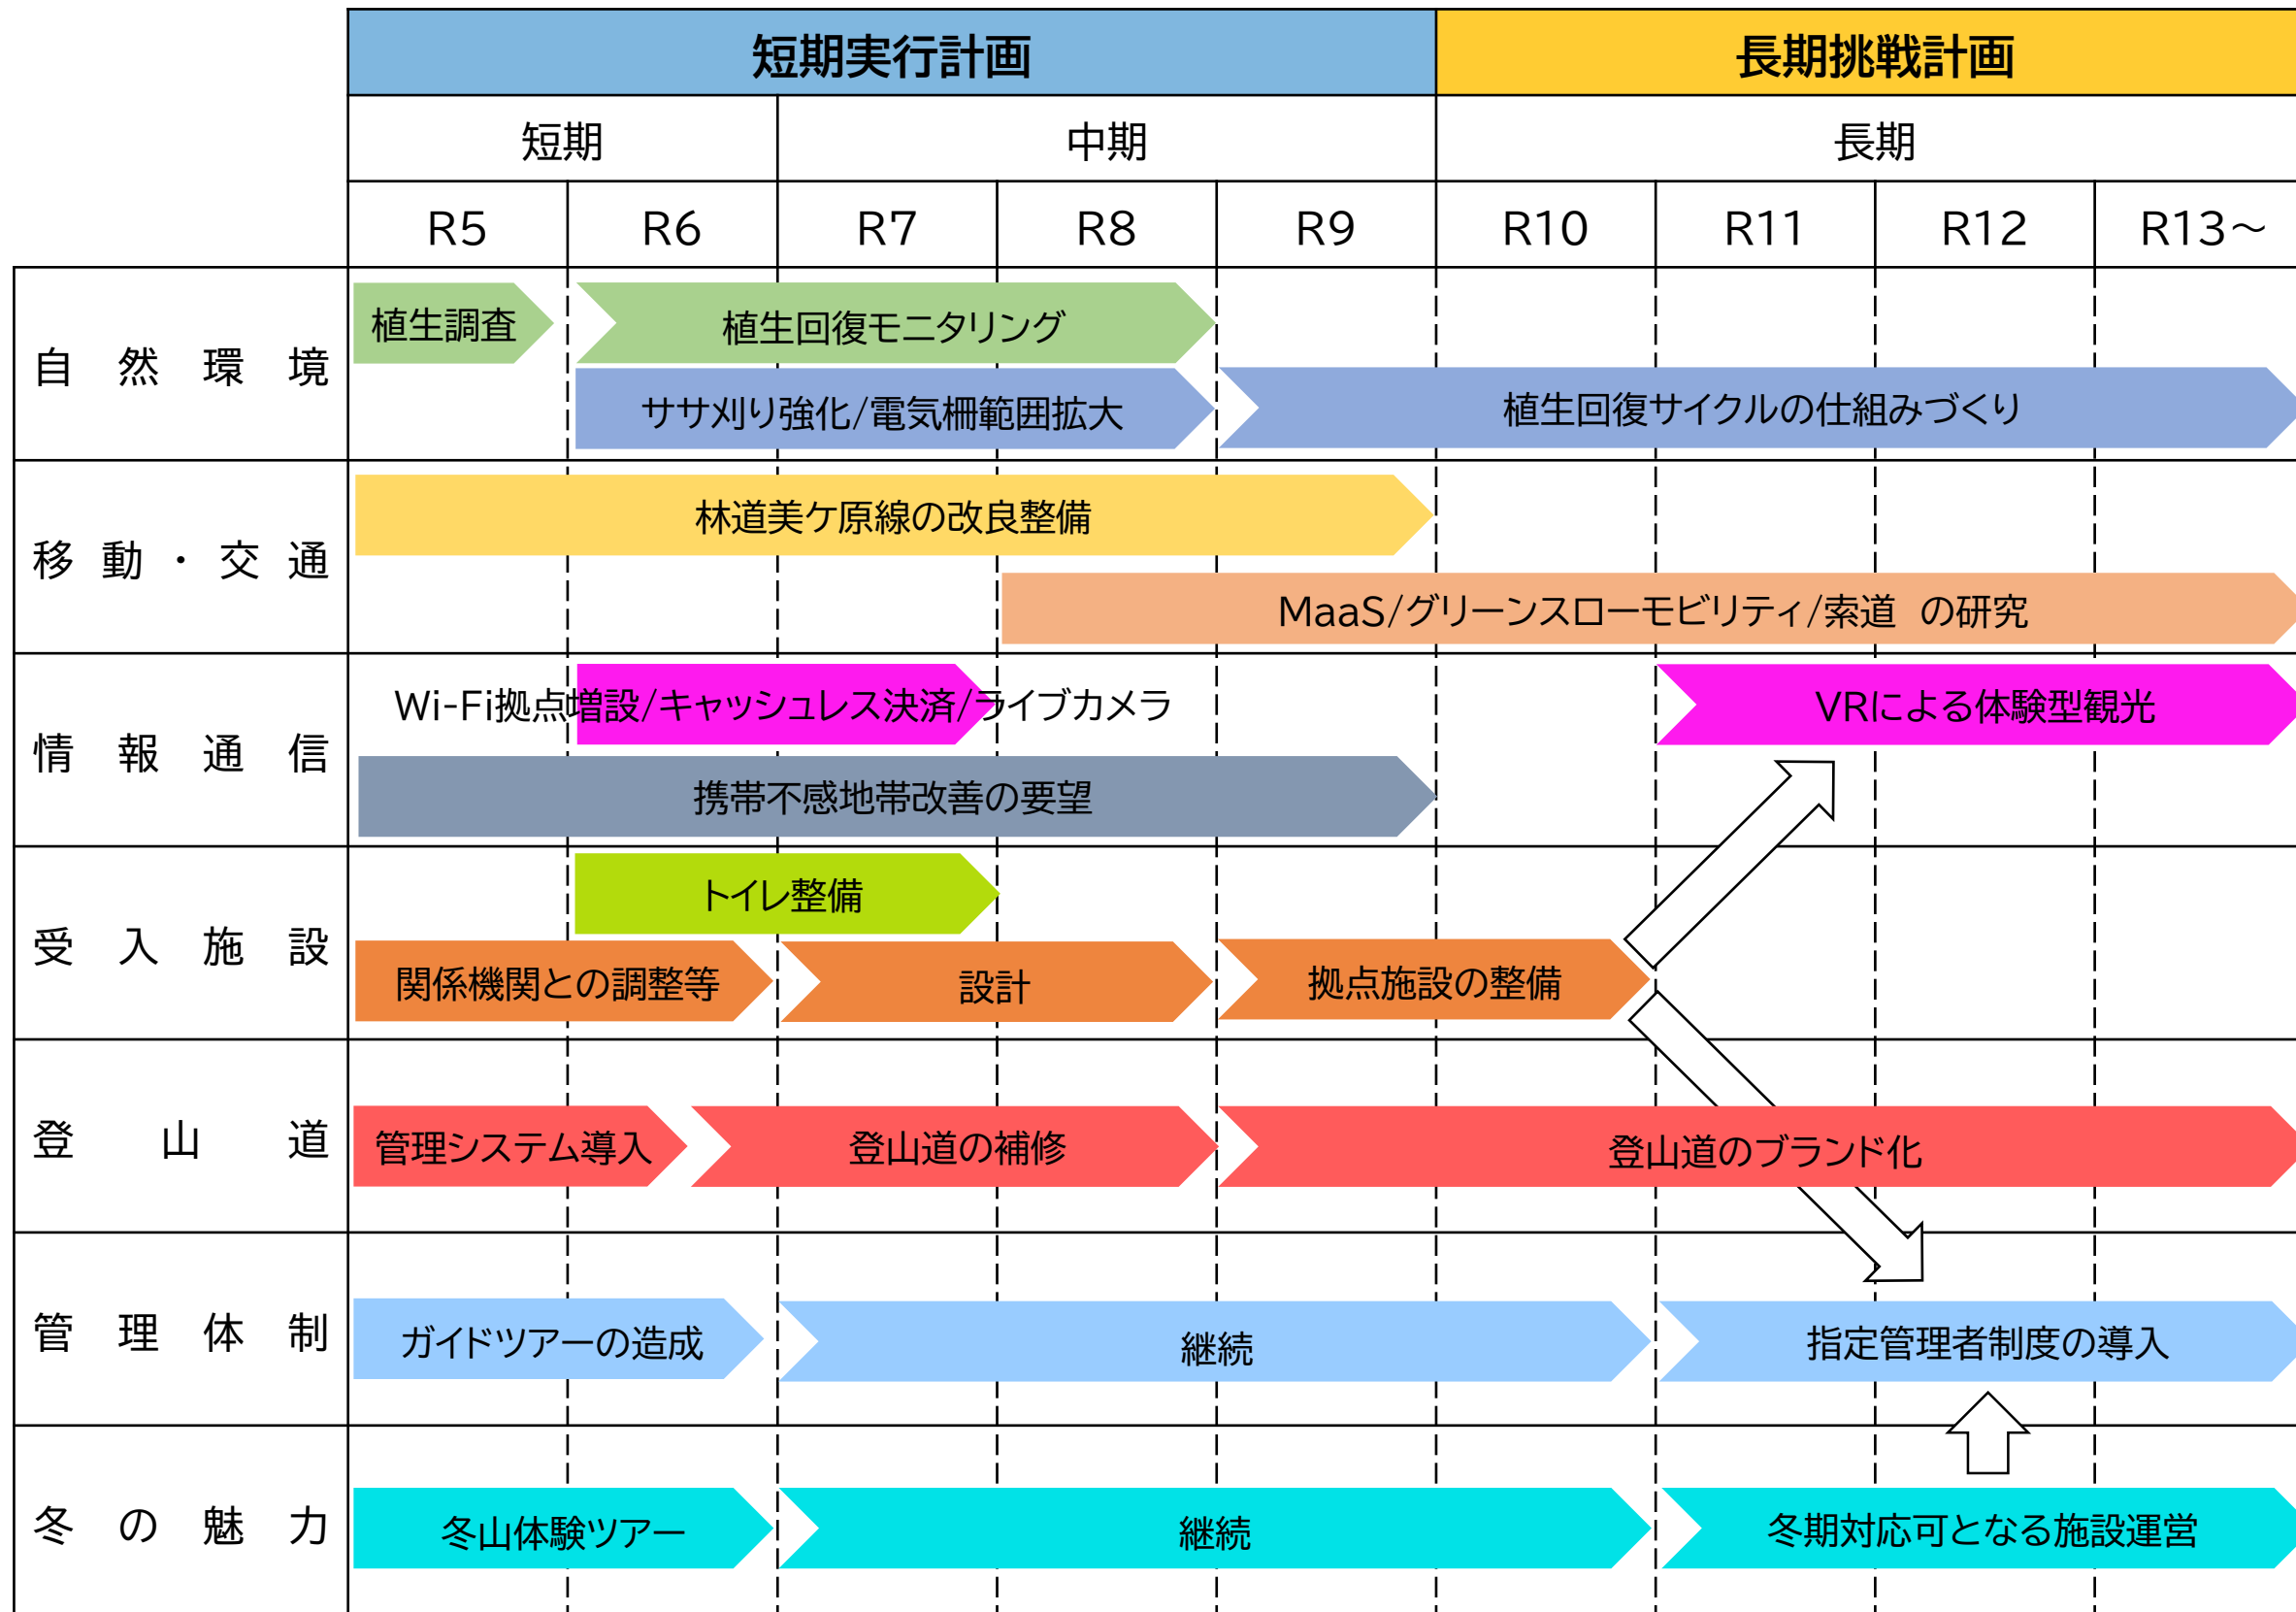 短期実行計画
長期挑戦計画
短期
中期
長期
R5
R6
R7
R8
R9
R10
R11
R12
R13～
自然環境
植生調査
植生回復モニタリング
ササ刈り強化/電気柵範囲拡大
植生回復サイクルの仕組みづくり
移動・交通
林道美ケ原線の改良整備
MaaS/グリーンスローモビリティ/索道　の研究
情報通信
Wi-Fi拠点増設/キャッシュレス決済/ライブカメラ
VRによる体験型観光
携帯不感地帯改善の要望
受入施設
トイレ整備
関係機関との調整等
設計
拠点施設の整備
登山道
管理システム導入
登山道の補修
登山道のブランド化
管理体制
ガイドツアーの造成
継続
指定管理者制度の導入
冬の魅力
冬山体験ツアー
継続
冬期対応可となる施設運営